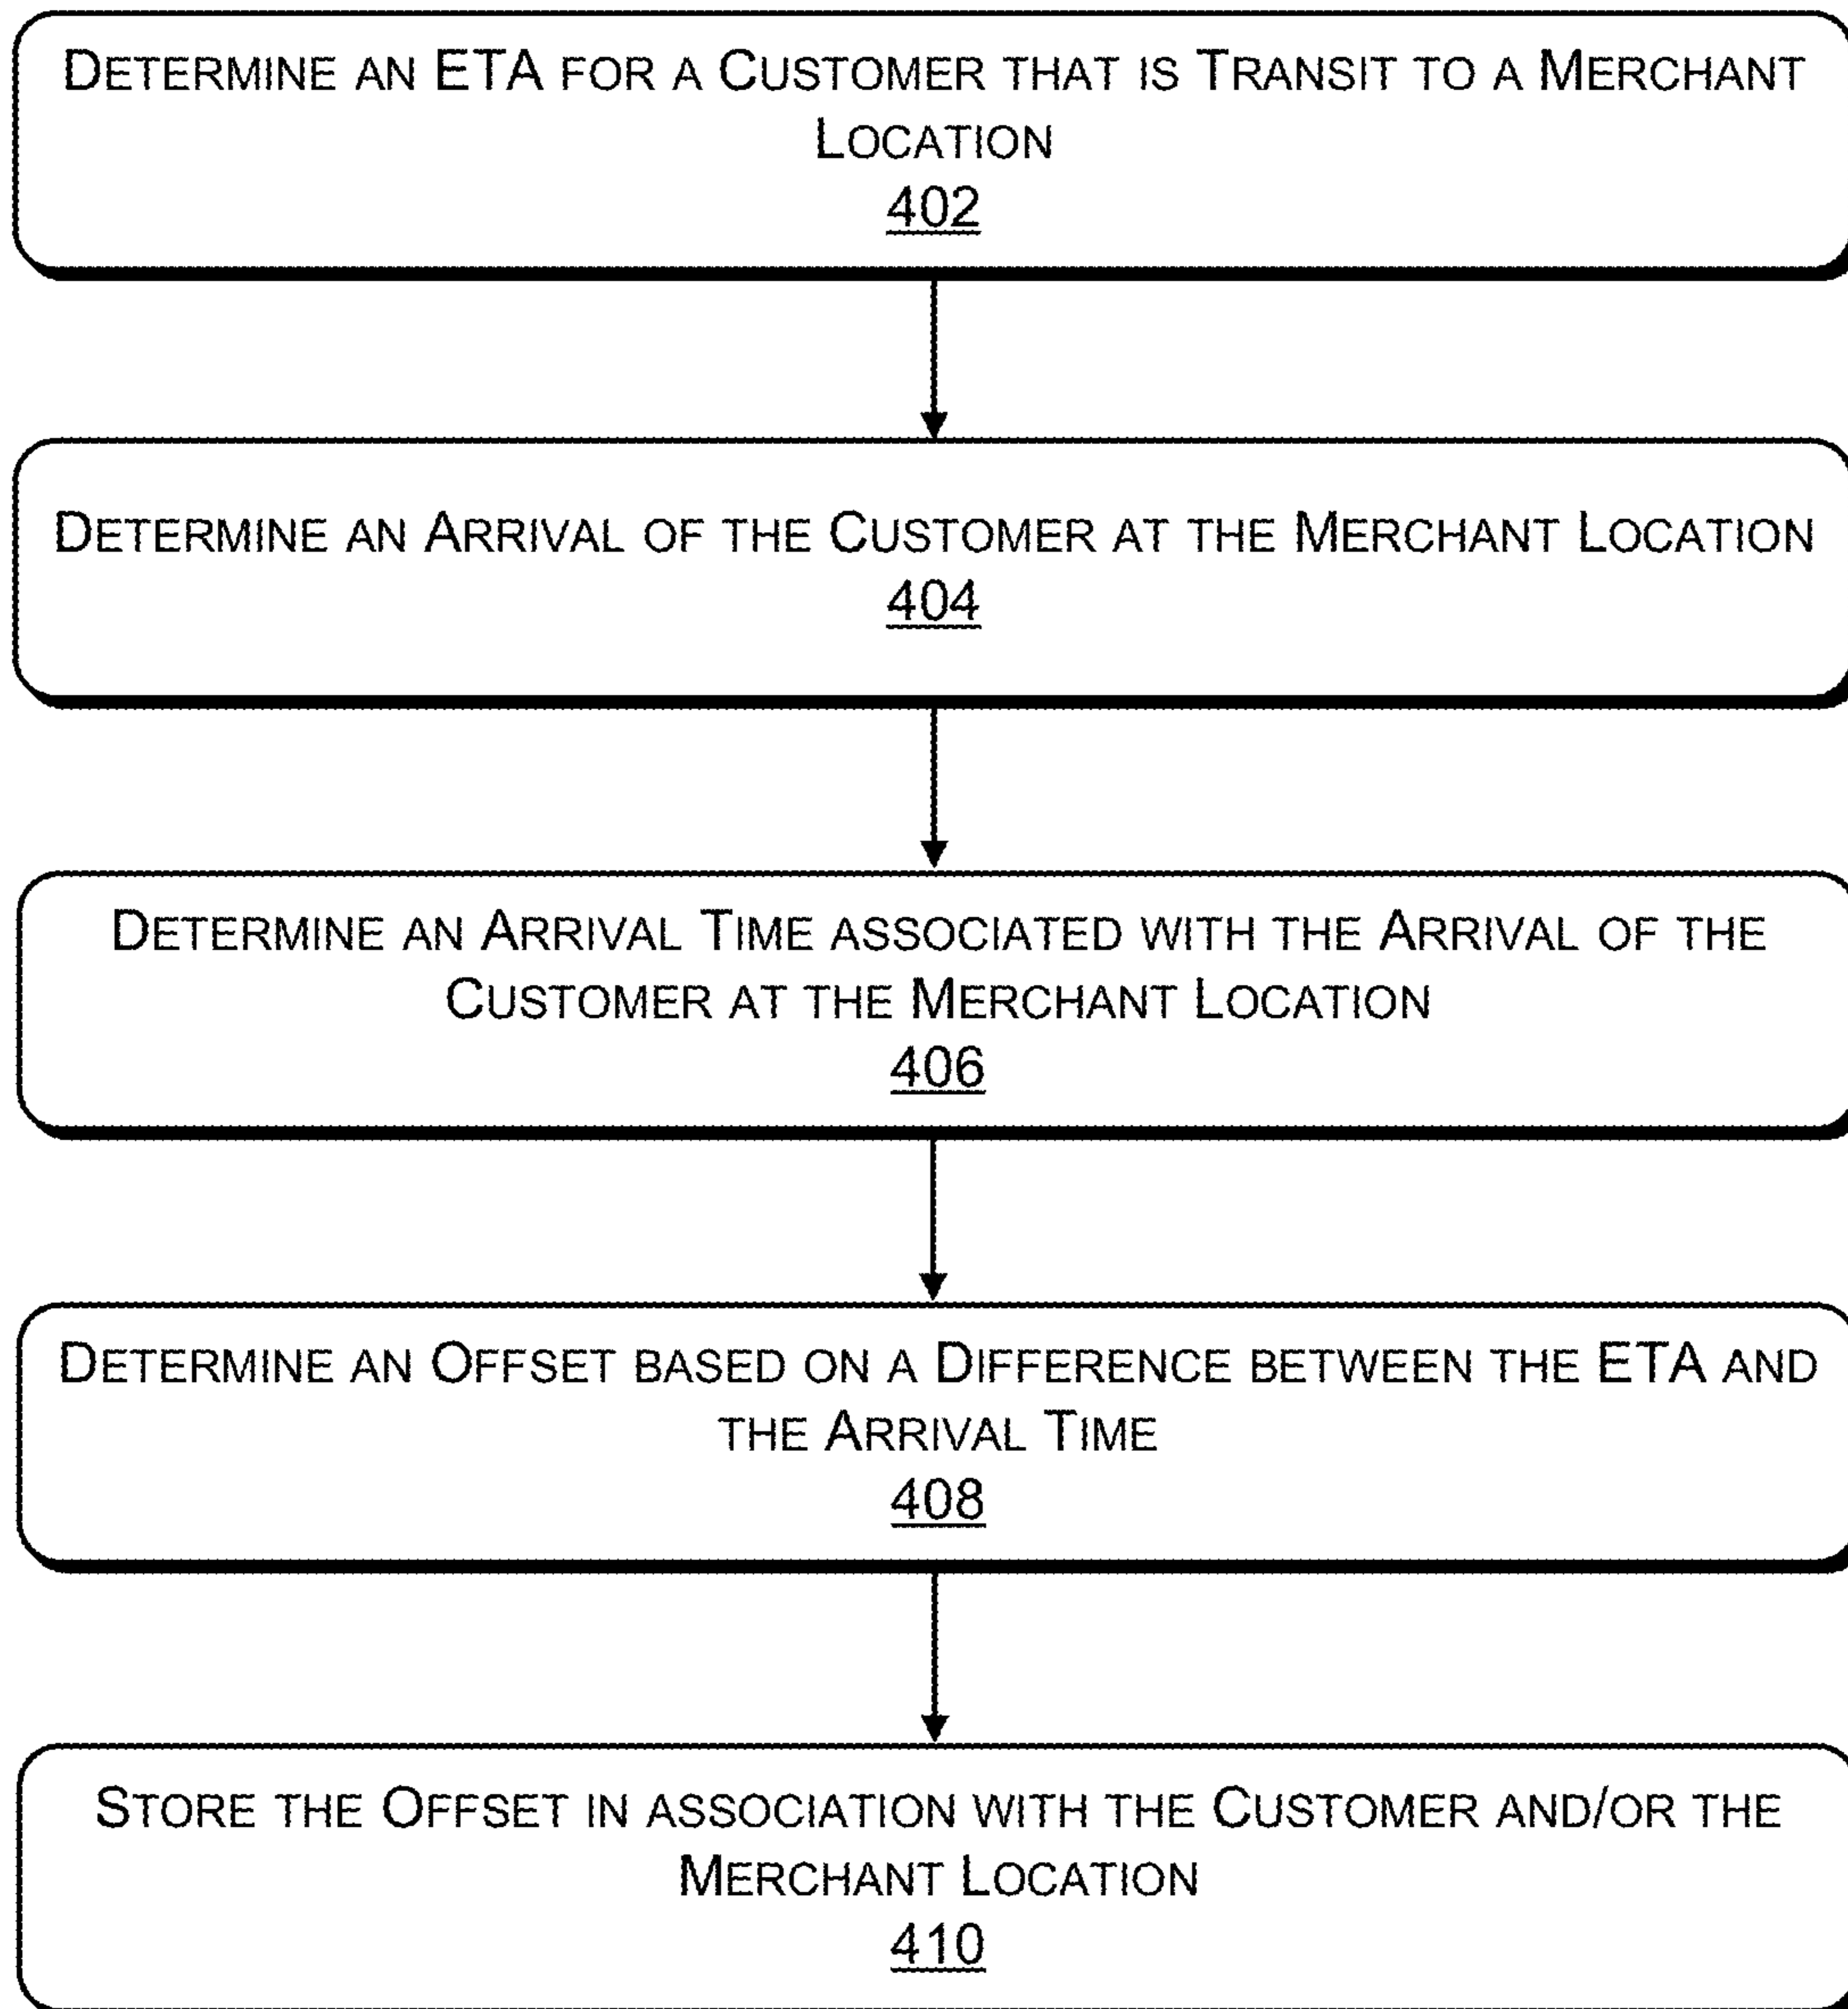 DETERMINE AN ETA FOR A CUSTOMER THAT IS TRANSIT TO A MERCHANT
LOCATION
402
DETERMINE AN ARRIVAL OF THE CUSTOMER AT THE MERCHANT LOCATION
404
DETERMINE AN ARRIVAL TIME ASSOCIATED WITH THE ARRIVAL OF THE
CUSTOMER AT THE MERCHANT LOCATION
406
DETERMINE AN OFFSET BASED ON A DIFFERENCE BETWEEN THE ETA AND
THE ARRIVAL TIME
408
STORE THE OFFSET IN ASSOCIATION WITH THE CUSTOMER AND/OR THE
MERCHANT LOCATION
410